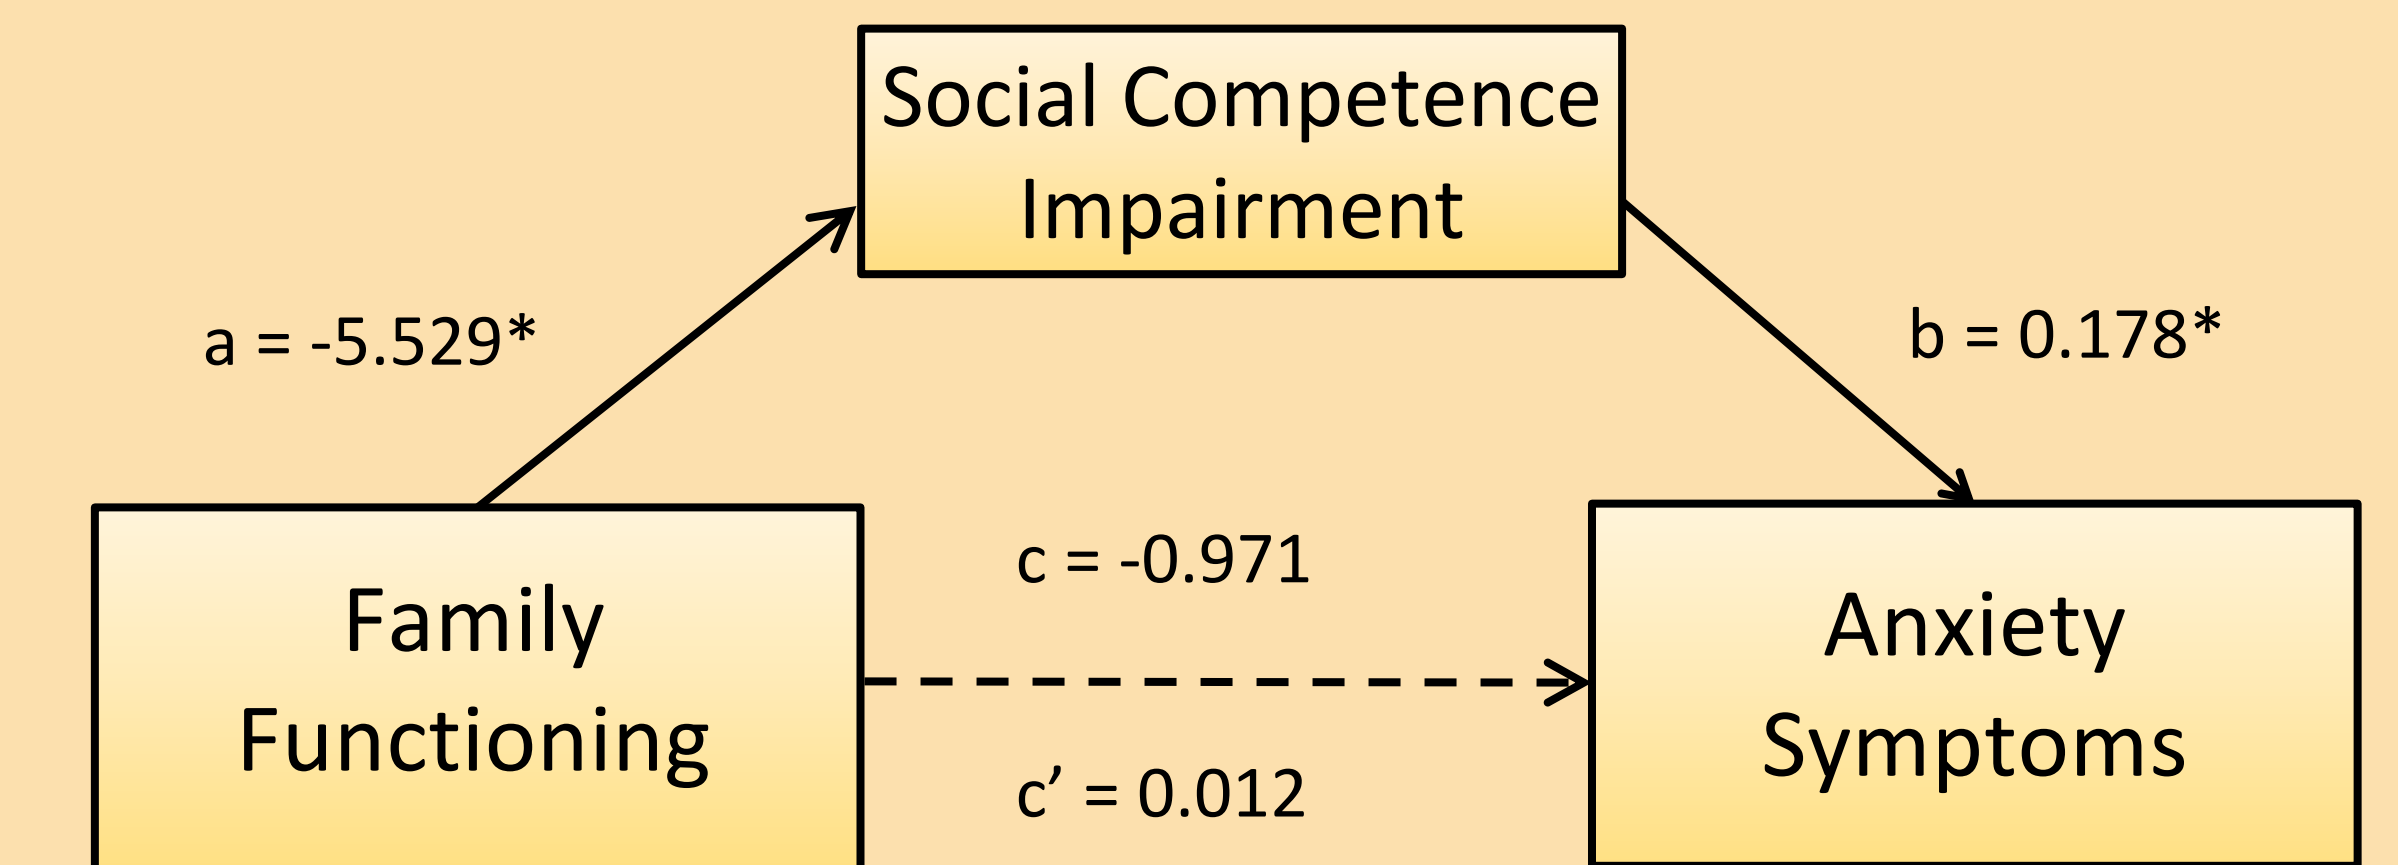 Social Competence
Impairment
a = -5.529*
b = 0.178*
c = -0.971
Family
Functioning
Anxiety
Symptoms
c’ = 0.012